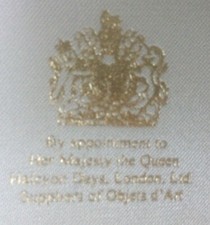 By appointment to
Her Majesty the Queen
Halcyon Days, London, Ltd.
Suppliers of Objets d'Art